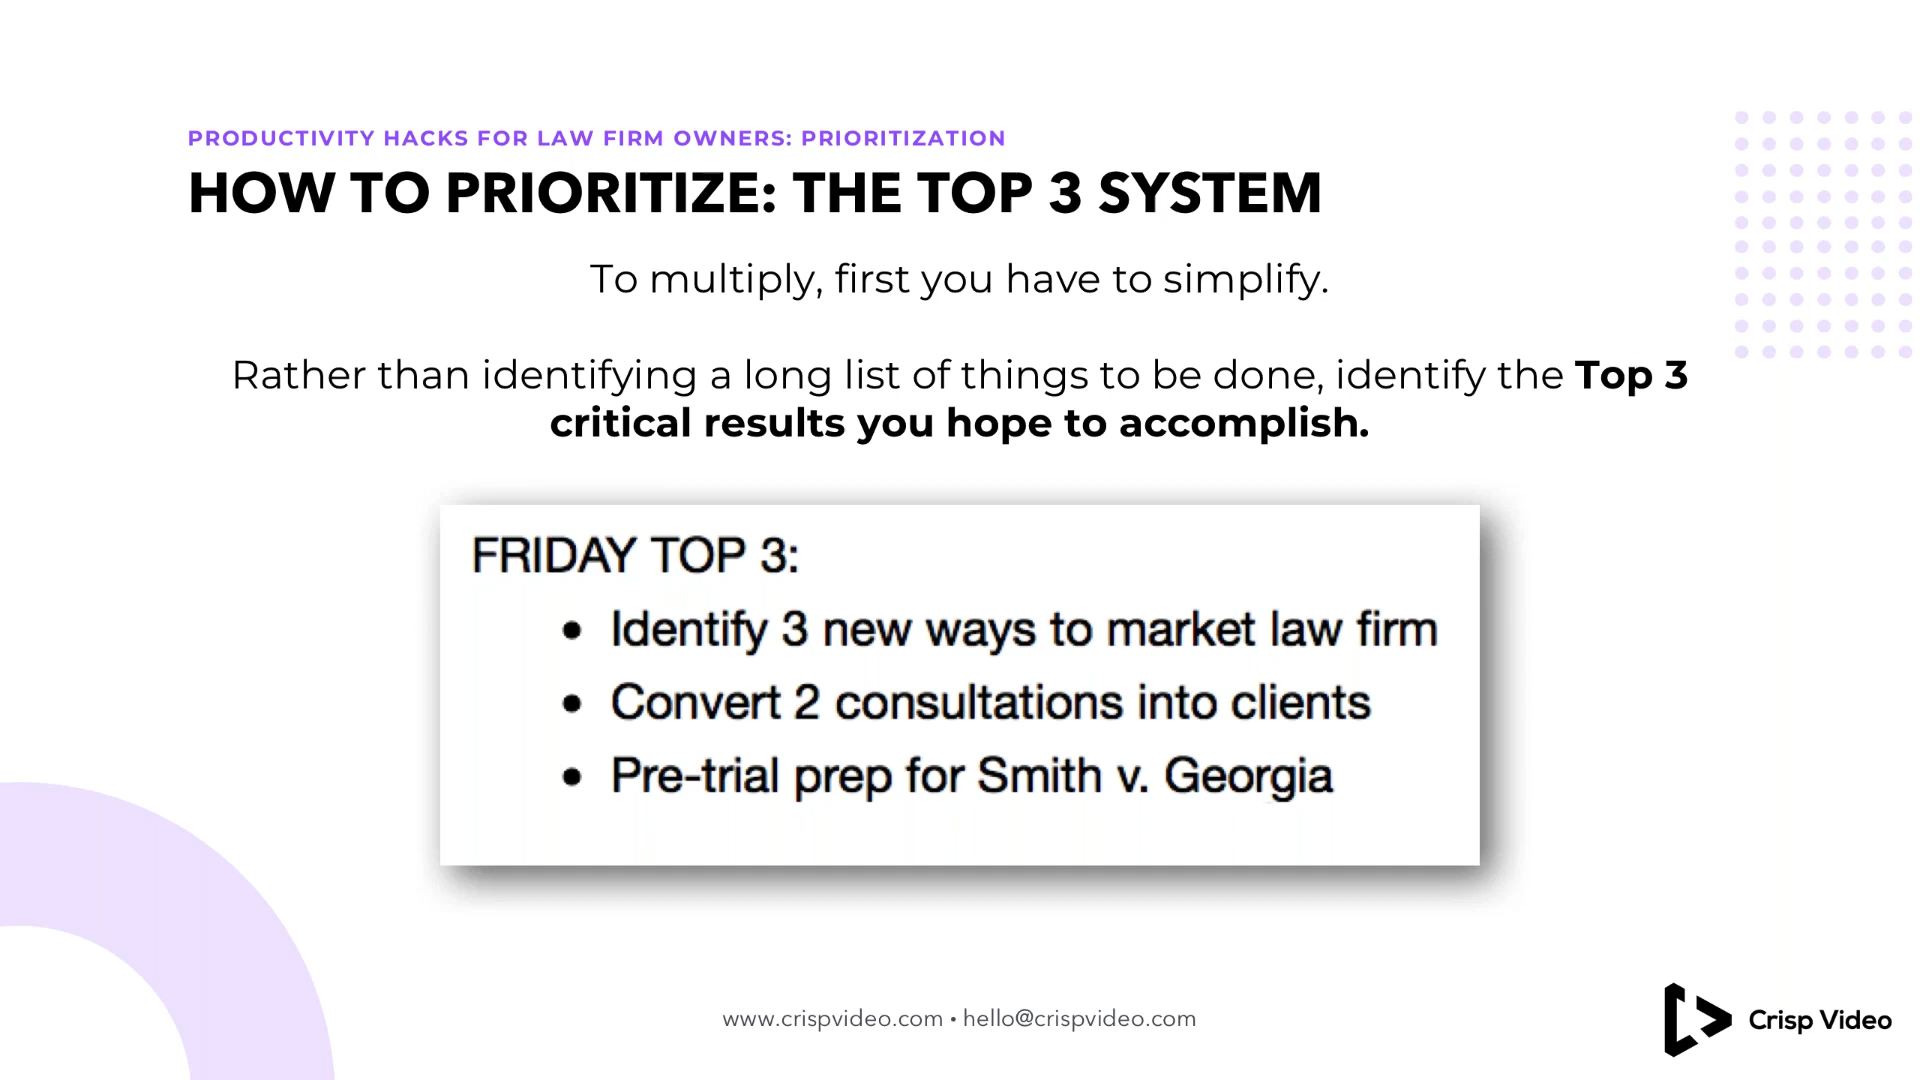 PRODUCTIVITY HACKS FOR LAW FIRM OWNERS: PRIORITIZATION
HOW TO PRIORITIZE: THE TOP 3 SYSTEM
To multiply, first you have to simplify.
Rather than identifying a long list of things to be done, identify the Top 3
critical results you hope to accomplish.
FRIDAY TOP 3:
• Identify 3 new ways to market law firm
• Convert 2 consultations into clients
• Pre-trial prep for Smith v. Georgia
www.crispvideo.com • hello@crispvideo.com
Crisp Video